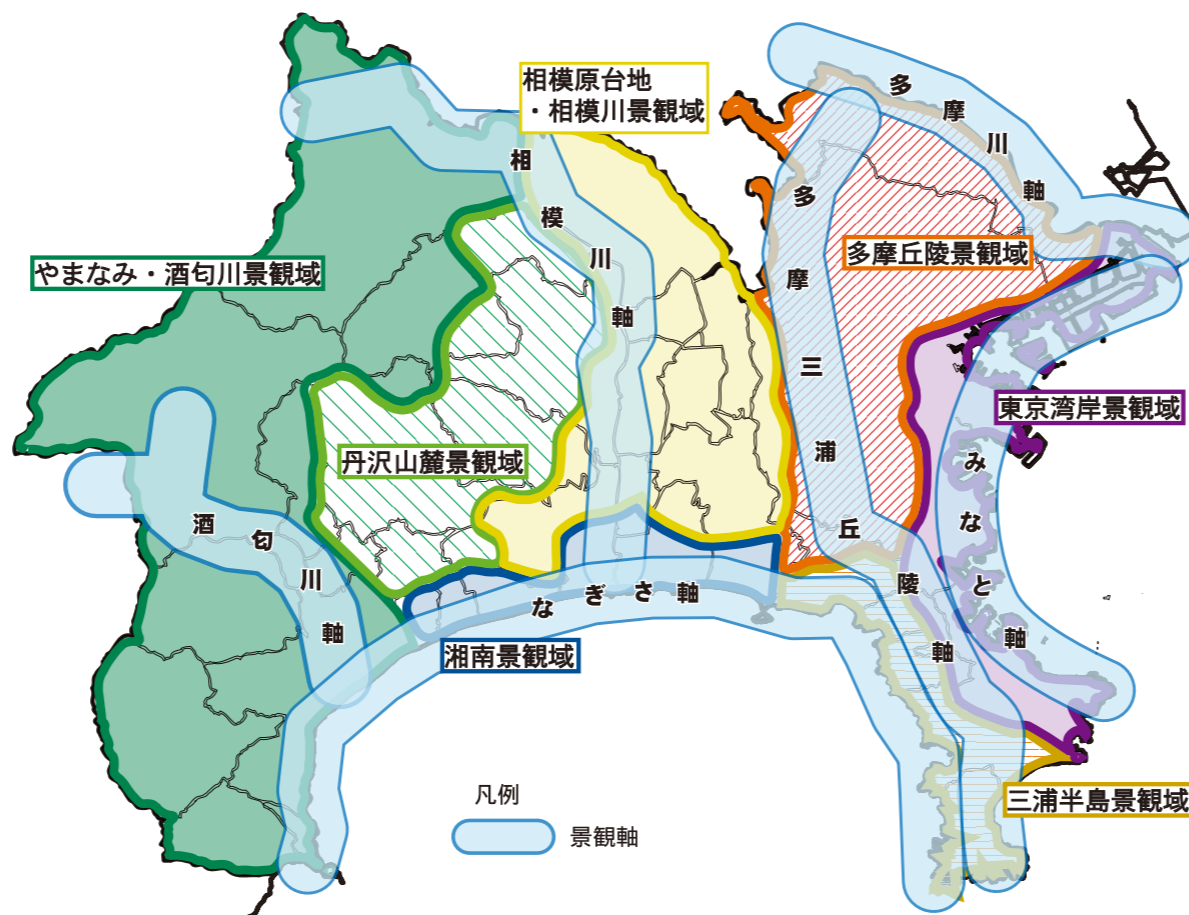 相模原台地
・相模川景観域
多摩川軸
相模川軸
多摩三浦丘陵軸
多摩丘陵景観域
やまなみ・酒匂川景観域
東京湾岸景観域
みなと軸
丹沢山麓景観域
酒匂川軸
なぎさ軸
湘南景観域
三浦半島景観域
凡例
景観軸